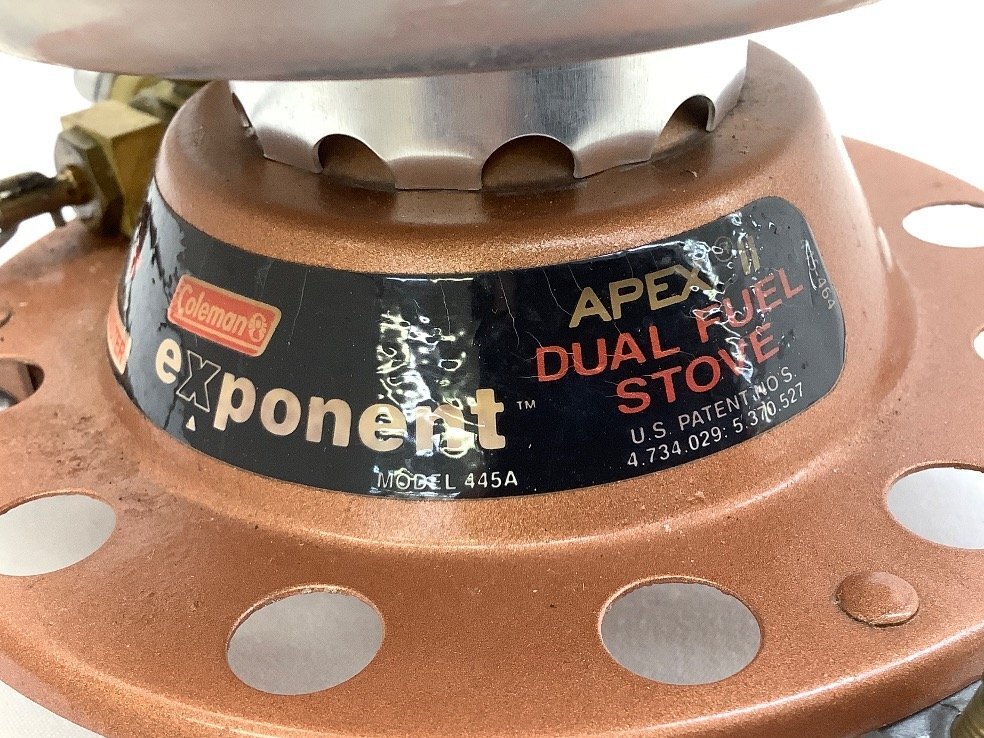 Coleman
exponent™
MODEL 445A
APEX® II
DUAL FUEL
STOVE
U.S. PATENT NO'S.
4.734.029: 5.370.527